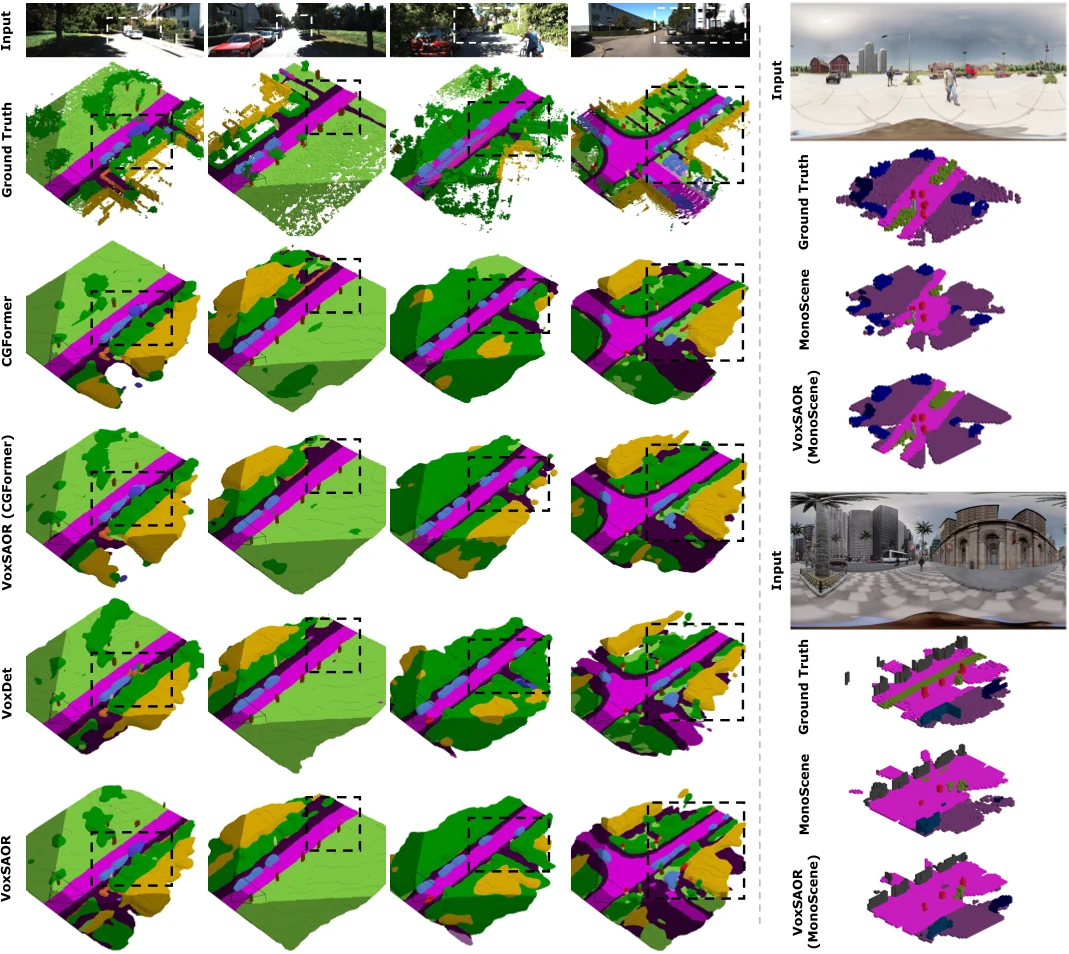 Input
Ground Truth
CGFormer
VoxSAOR (CGFormer)
VoxDet
VoxSAOR
Input
Ground Truth
MonoScene
VoxSAOR
(MonoScene)
Input
Ground Truth
MonoScene
VoxSAOR
(MonoScene)